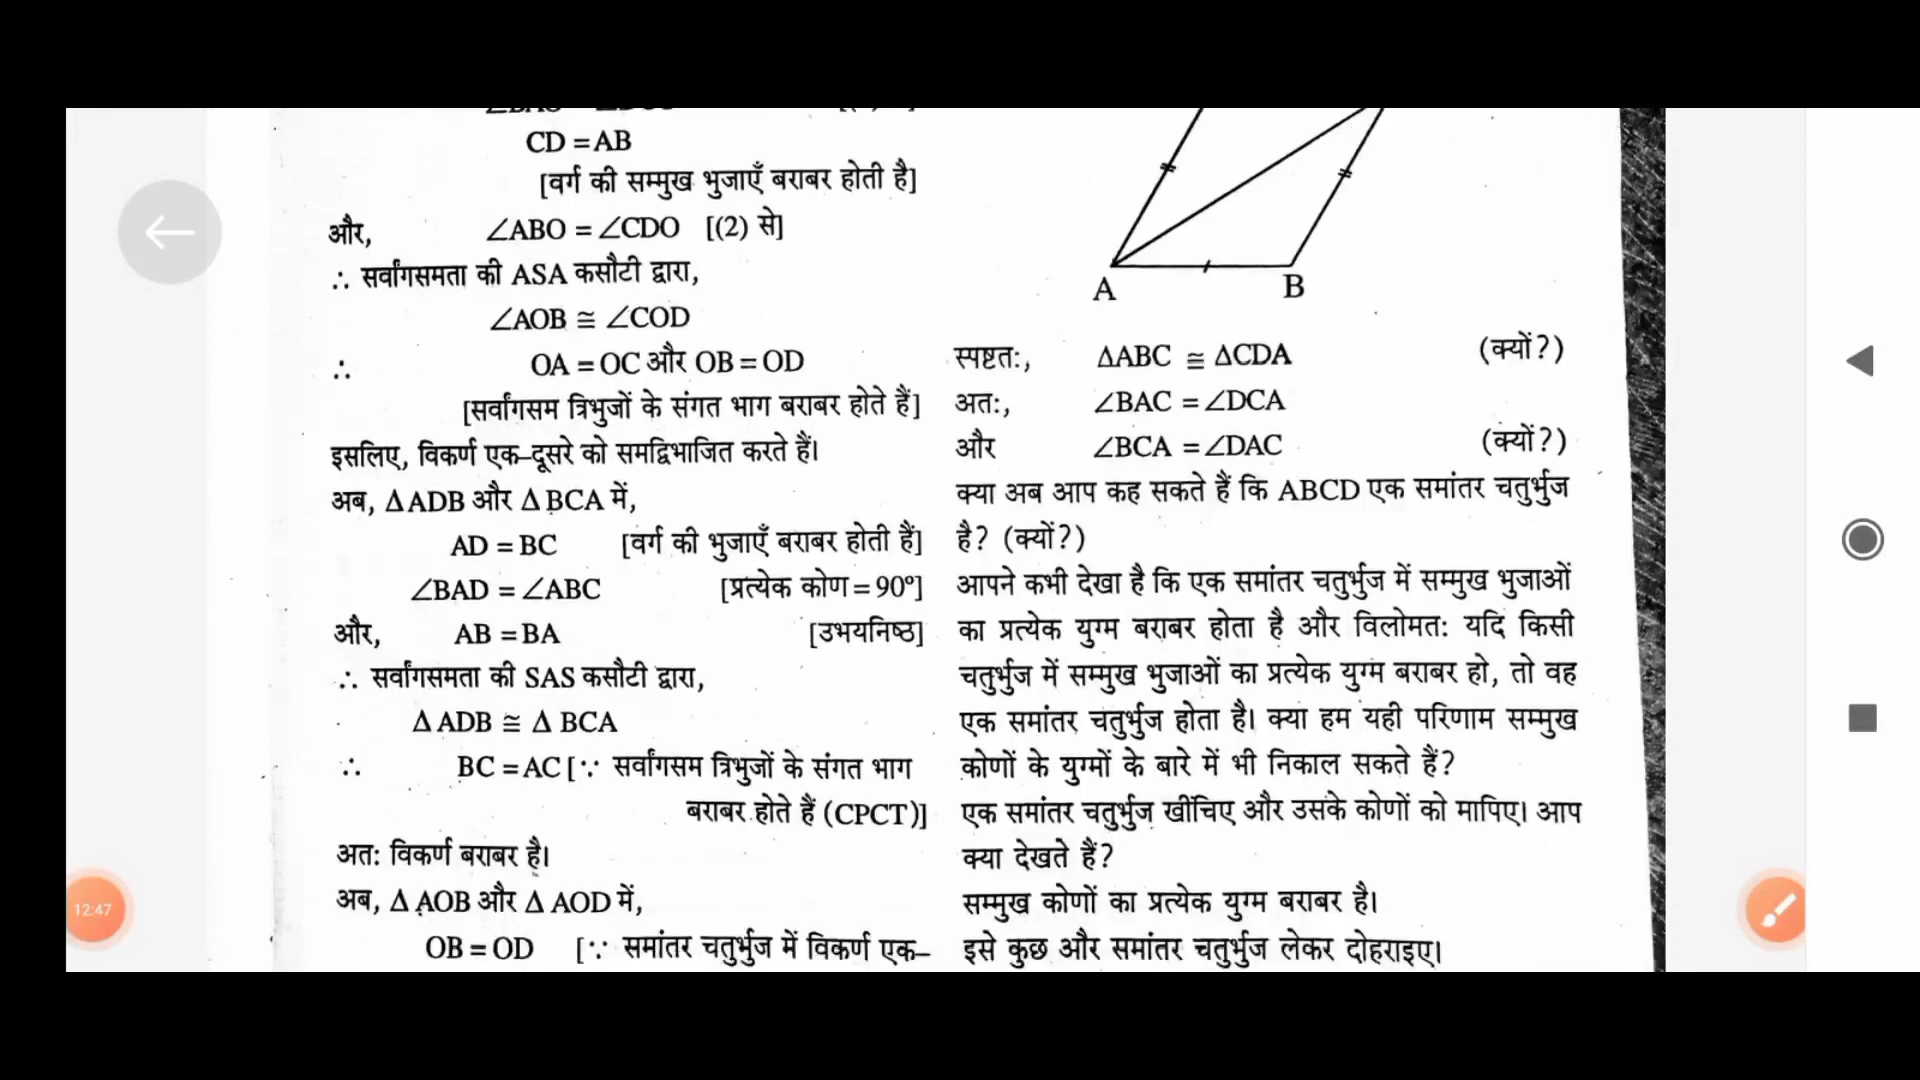 CD = AB
[वर्ग की सम्मुख भुजाएँ बराबर होती है]
और, ∠ABO = ∠CDO [(2) से]
∴ सर्वांगसमता की ASA कसौटी द्वारा,
∠AOB ≅ ∠COD
∴ OA = OC और OB = OD
[सर्वांगसम त्रिभुजों के संगत भाग बराबर होते हैं]
इसलिए, विकर्ण एक-दूसरे को समद्विभाजित करते हैं।
अब, Δ ADB और Δ BCA में,
AD = BC [वर्ग की भुजाएँ बराबर होती हैं]
∠BAD = ∠ABC [प्रत्येक कोण = 90°]
और, AB = BA [उभयनिष्ठ]
∴ सर्वांगसमता की SAS कसौटी द्वारा,
Δ ADB ≅ Δ BCA
∴ BC = AC [∵ सर्वांगसम त्रिभुजों के संगत भाग
बराबर होते हैं (CPCT)]
अतः विकर्ण बराबर है।
अब, Δ AOB और Δ AOD में,
OB = OD [∵ समांतर चतुर्भुज में विकर्ण एक-
A B
स्पष्टतः, ΔABC ≅ ΔCDA (क्यों?)
अतः, ∠BAC = ∠DCA
और ∠BCA = ∠DAC (क्यों?)
क्या अब आप कह सकते हैं कि ABCD एक समांतर चतुर्भुज
है? (क्यों?)
आपने कभी देखा है कि एक समांतर चतुर्भुज में सम्मुख भुजाओं
का प्रत्येक युग्म बराबर होता है और विलोमतः यदि किसी
चतुर्भुज में सम्मुख भुजाओं का प्रत्येक युग्म बराबर हो, तो वह
एक समांतर चतुर्भुज होता है। क्या हम यही परिणाम सम्मुख
कोणों के युग्मों के बारे में भी निकाल सकते हैं?
एक समांतर चतुर्भुज खींचिए और उसके कोणों को मापिए। आप
क्या देखते हैं?
सम्मुख कोणों का प्रत्येक युग्म बराबर है।
इसे कुछ और समांतर चतुर्भुज लेकर दोहराइए।
12:47